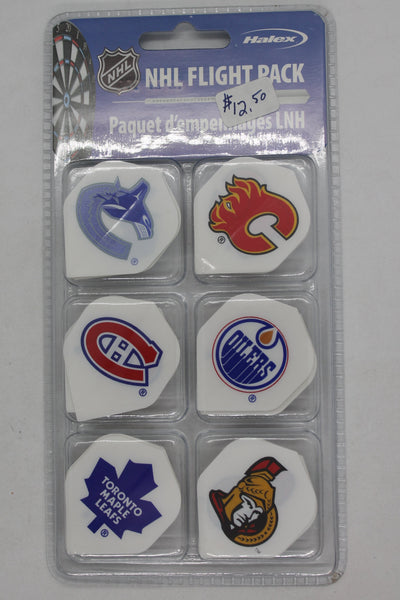 Halex
NHL
NHL FLIGHT PACK
$12.50
Paquet d'empennages LNH
OILERS
TORONTO
MAPLE
LEAFS